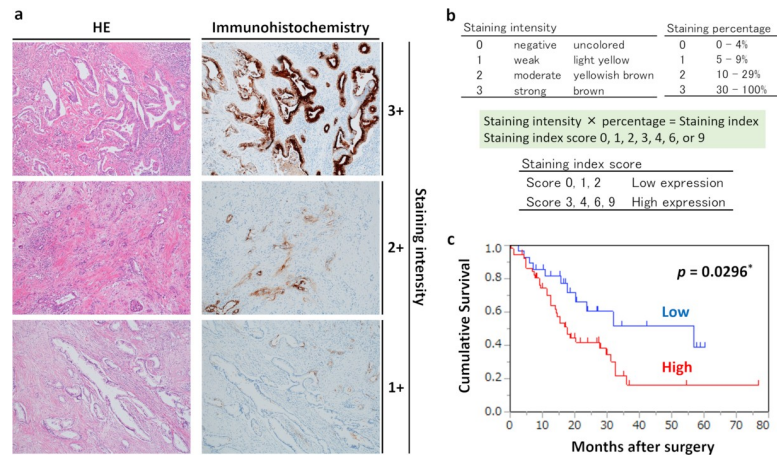 a
HE
Immunohistochemistry
3+
2+
1+
Staining intensity
b
Staining intensity
0 negative uncolored
1 weak light yellow
2 moderate yellowish brown
3 strong brown
Staining percentage
0 0 – 4%
1 5 – 9%
2 10 – 29%
3 30 – 100%
Staining intensity × percentage = Staining index
Staining index score 0, 1, 2, 3, 4, 6, or 9
Staining index score
Score 0, 1, 2 Low expression
Score 3, 4, 6, 9 High expression
c
p = 0.0296*
Low
High
Cumulative Survival
1.0
0.8
0.6
0.4
0.2
0.0
0 10 20 30 40 50 60 70 80
Months after surgery